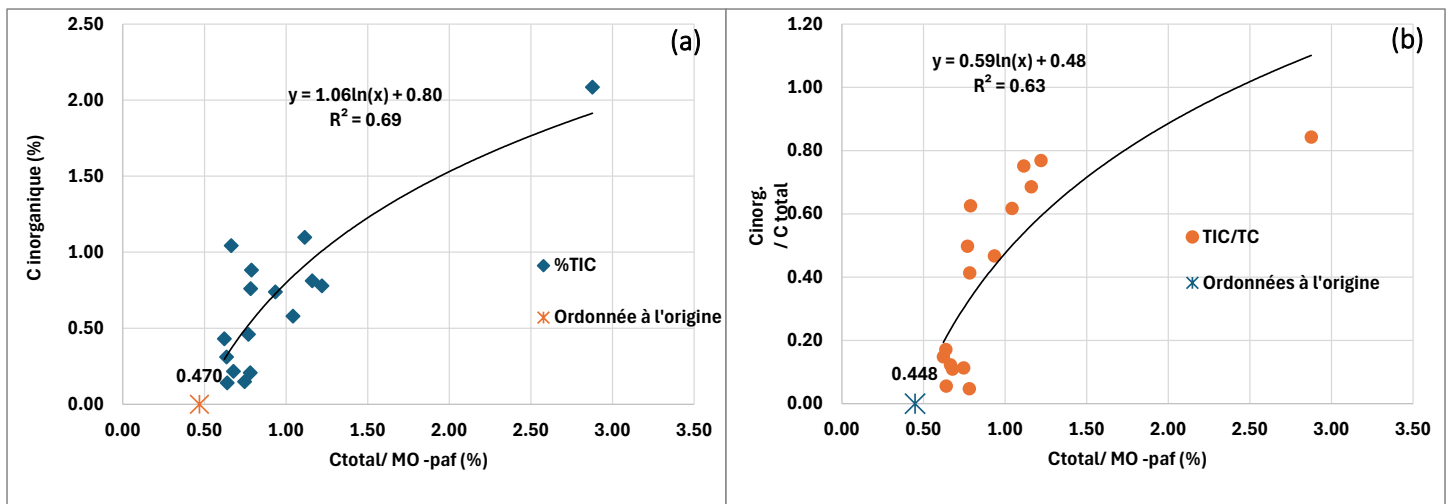 (a)
2.50
2.00
1.50
1.00
0.50
0.00
C inorganique (%)
y = 1.06ln(x) + 0.80
R² = 0.69
%TIC
Ordonnée à l'origine
0.470
0.00 0.50 1.00 1.50 2.00 2.50 3.00 3.50
Ctotal/ MO -paf (%)
(b)
1.20
1.00
0.80
0.60
0.40
0.20
0.00
Cinorg.
/ C total
y = 0.59ln(x) + 0.48
R² = 0.63
TIC/TC
Ordonnées à l'origine
0.448
0.00 0.50 1.00 1.50 2.00 2.50 3.00 3.50
Ctotal/ MO -paf (%)